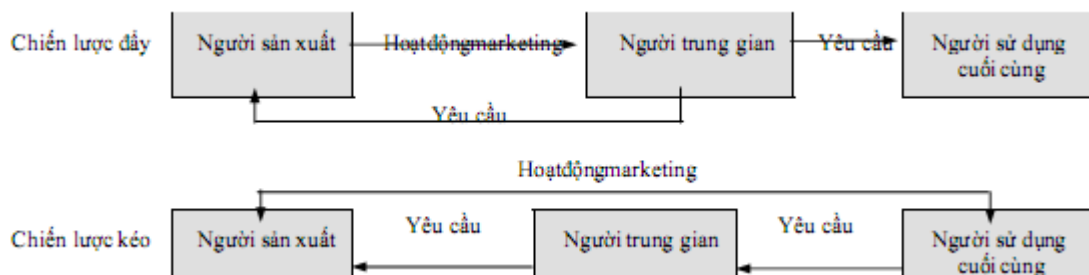 Chiến lược đẩy
Người sản xuất
Hoạtđộngmarketing
Người trung gian
Yêu cầu
Người sử dụng
cuối cùng
Yêu cầu
Hoạtđộngmarketing
Chiến lược kéo
Người sản xuất
Yêu cầu
Người trung gian
Yêu cầu
Người sử dụng
cuối cùng